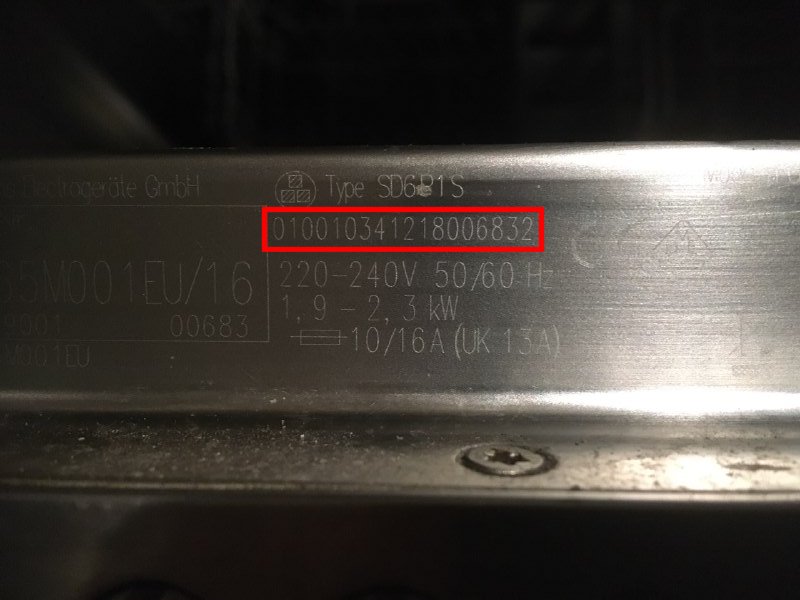 Electrogeräte GmbH
Type SD6P1S
010010341218006832
5M001EU/16
220-240V 50/60 Hz
1,9 - 2,3 kW
9001 00683
10/16A (UK 13A)
M001EU